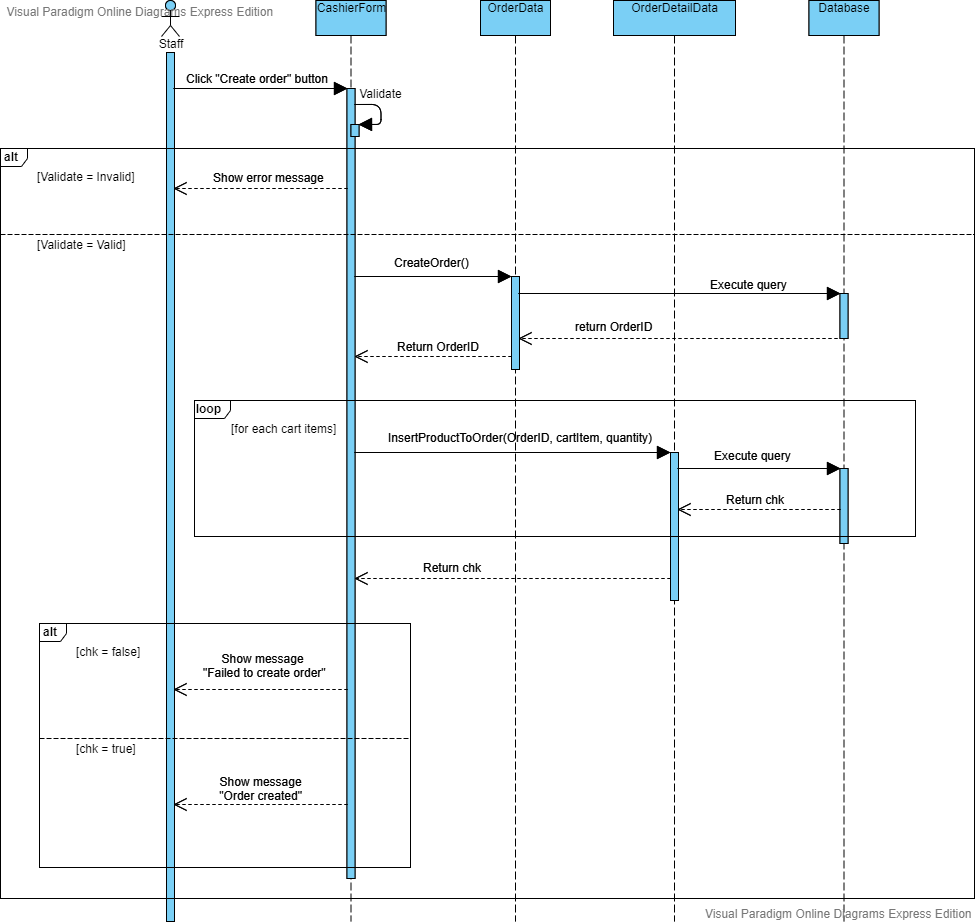 Visual Paradigm Online Diagrams Express Edition
CashierForm
OrderData
OrderDetailData
Database
Staff
Click "Create order" button
Validate
alt
[Validate = Invalid]
Show error message
[Validate = Valid]
CreateOrder()
Execute query
return OrderID
Return OrderID
loop
[for each cart items]
InsertProductToOrder(OrderID, cartItem, quantity)
Execute query
Return chk
Return chk
alt
[chk = false]
Show message
"Failed to create order"
[chk = true]
Show message
"Order created"
Visual Paradigm Online Diagrams Express Edition